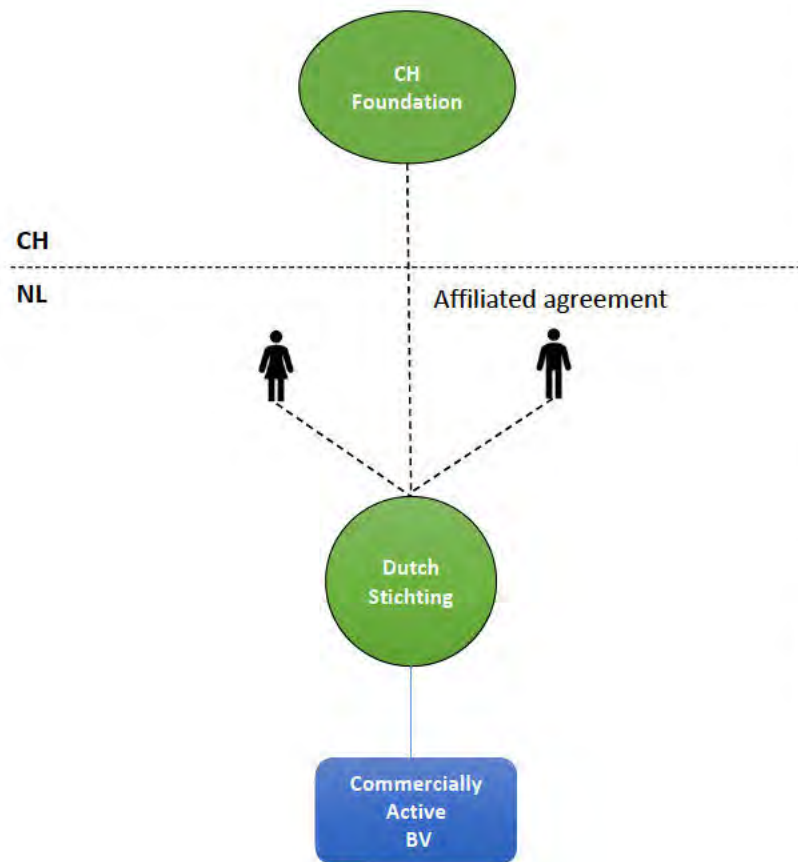 CH
Foundation
CH
NL
Affiliated agreement
Dutch
Stichting
Commercially
Active
BV